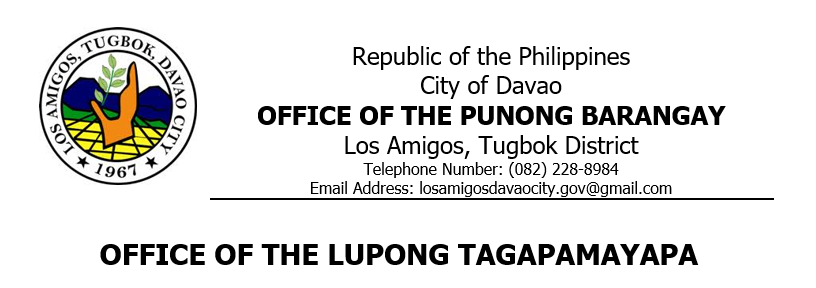 LOS AMIGOS, TUGBOK, DAVAO CITY
★ 1967 ★
Republic of the Philippines
City of Davao
OFFICE OF THE PUNONG BARANGAY
Los Amigos, Tugbok District
Telephone Number: (082) 228-8984
Email Address: losamigosdavaocity.gov@gmail.com
OFFICE OF THE LUPONG TAGAPAMAYAPA